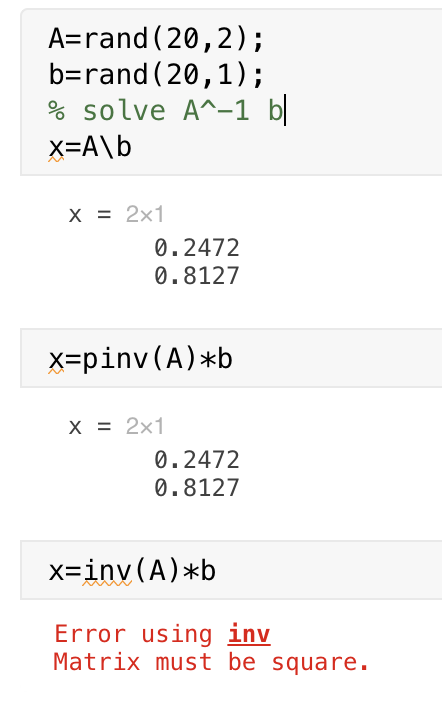 A=rand(20,2);
b=rand(20,1);
% solve A^-1 b
x=A\b
x = 2×1
0.2472
0.8127
x=pinv(A)*b
x = 2×1
0.2472
0.8127
x=inv(A)*b
Error using inv
Matrix must be square.